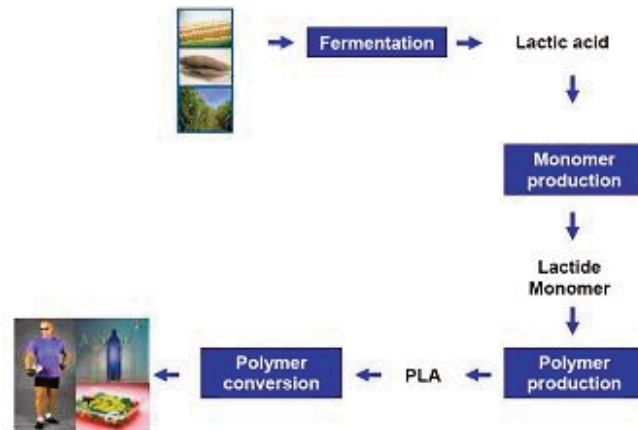 Fermentation
Lactic acid
Monomer
production
Lactide
Monomer
Polymer
production
PLA
Polymer
conversion